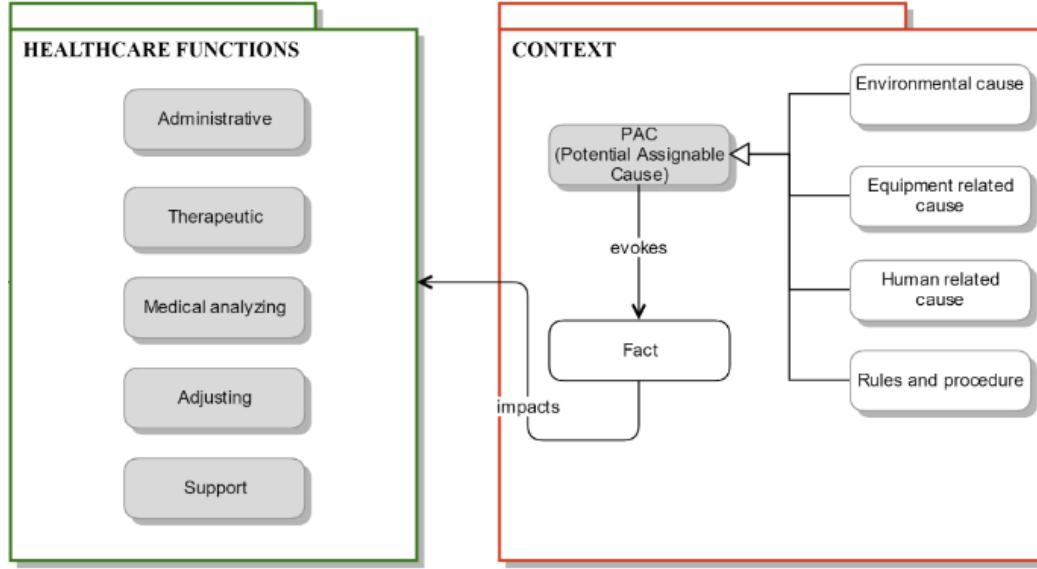 HEALTHCARE FUNCTIONS
Administrative
Therapeutic
Medical analyzing
Adjusting
Support
CONTEXT
PAC
(Potential Assignable
Cause)
evokes
Fact
impacts
Environmental cause
Equipment related
cause
Human related
cause
Rules and procedure